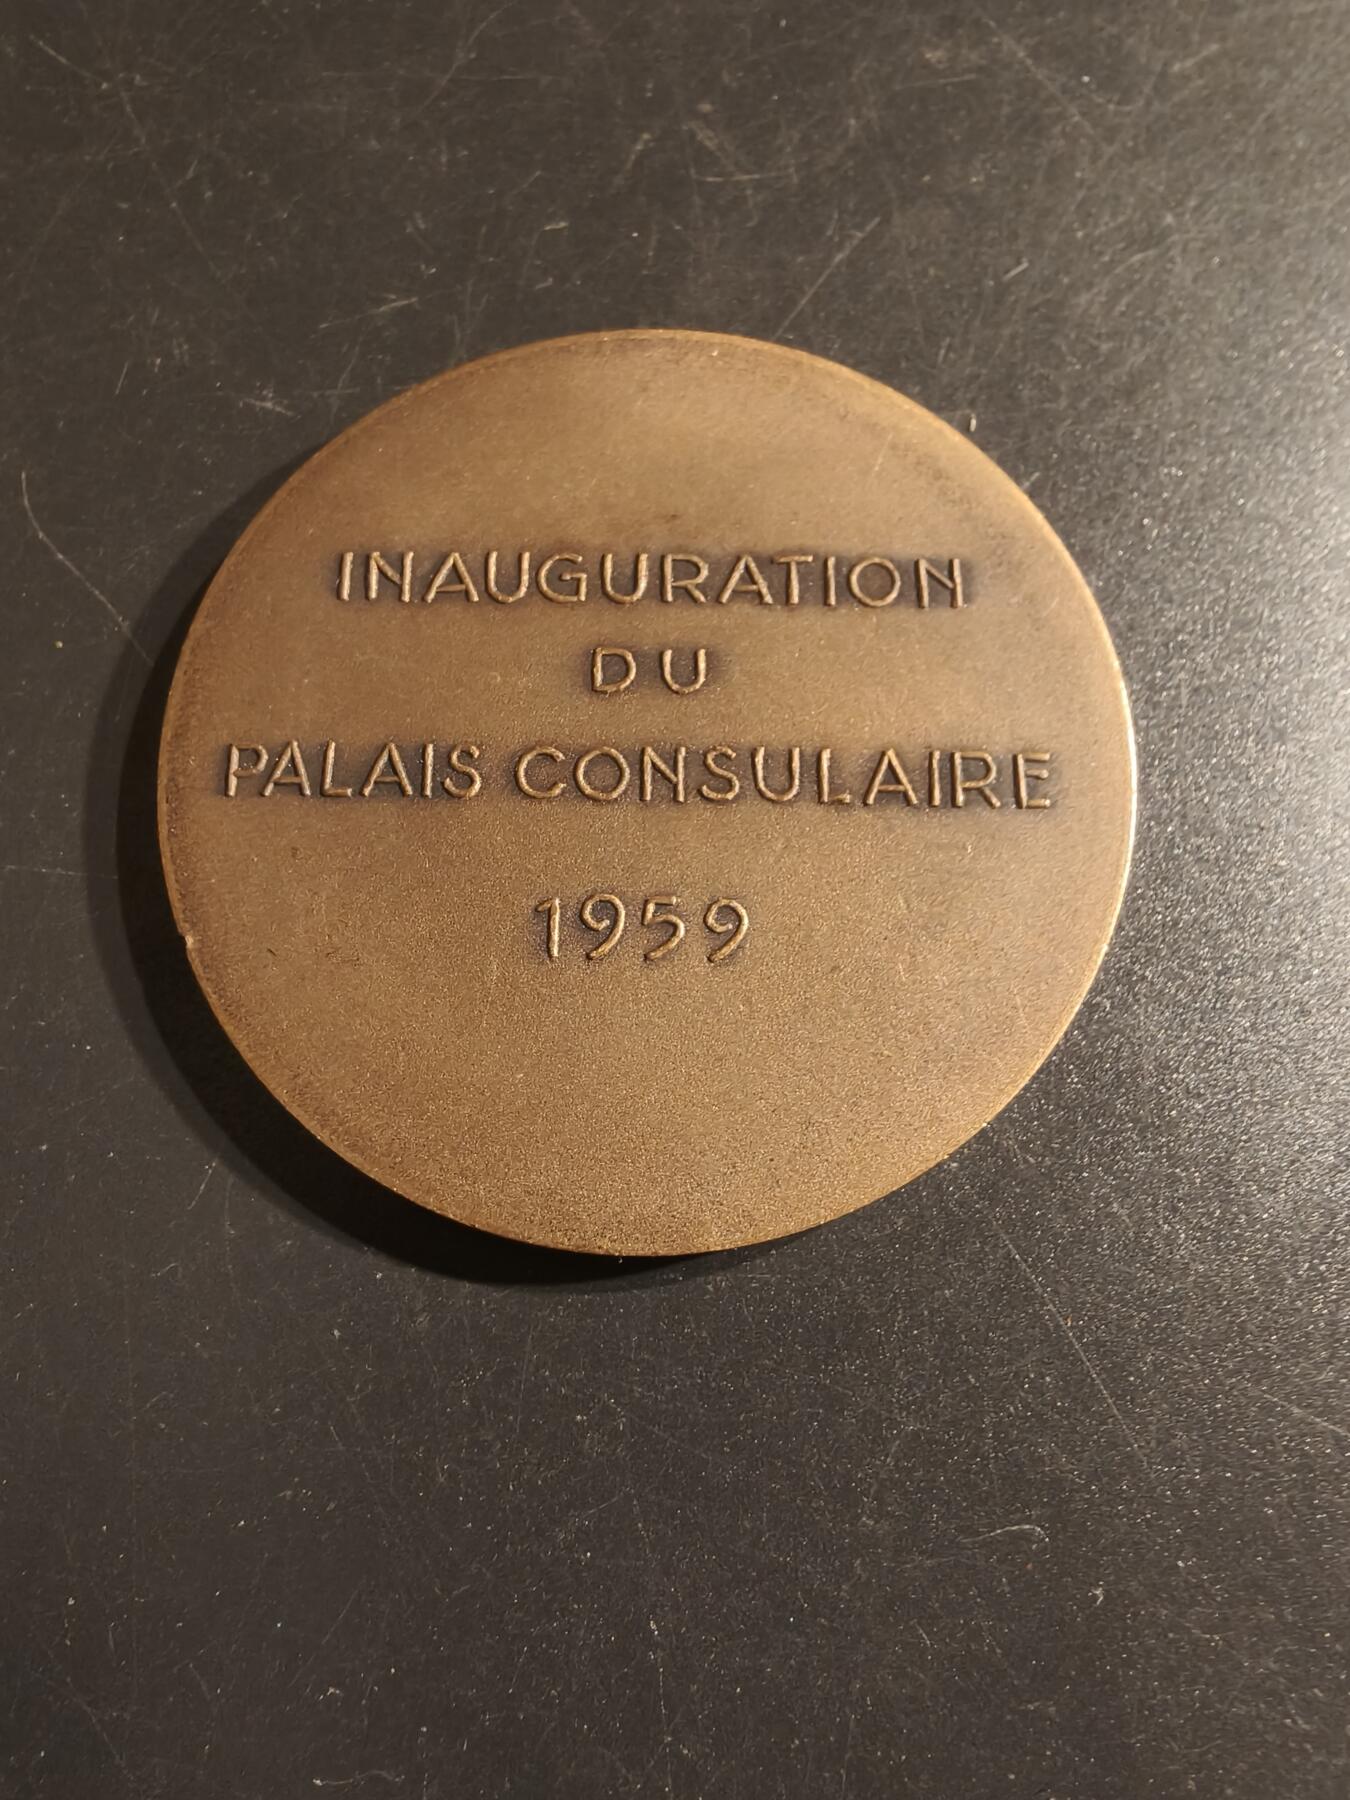 INAUGURATION
DU
PALAIS CONSULAIRE
1959